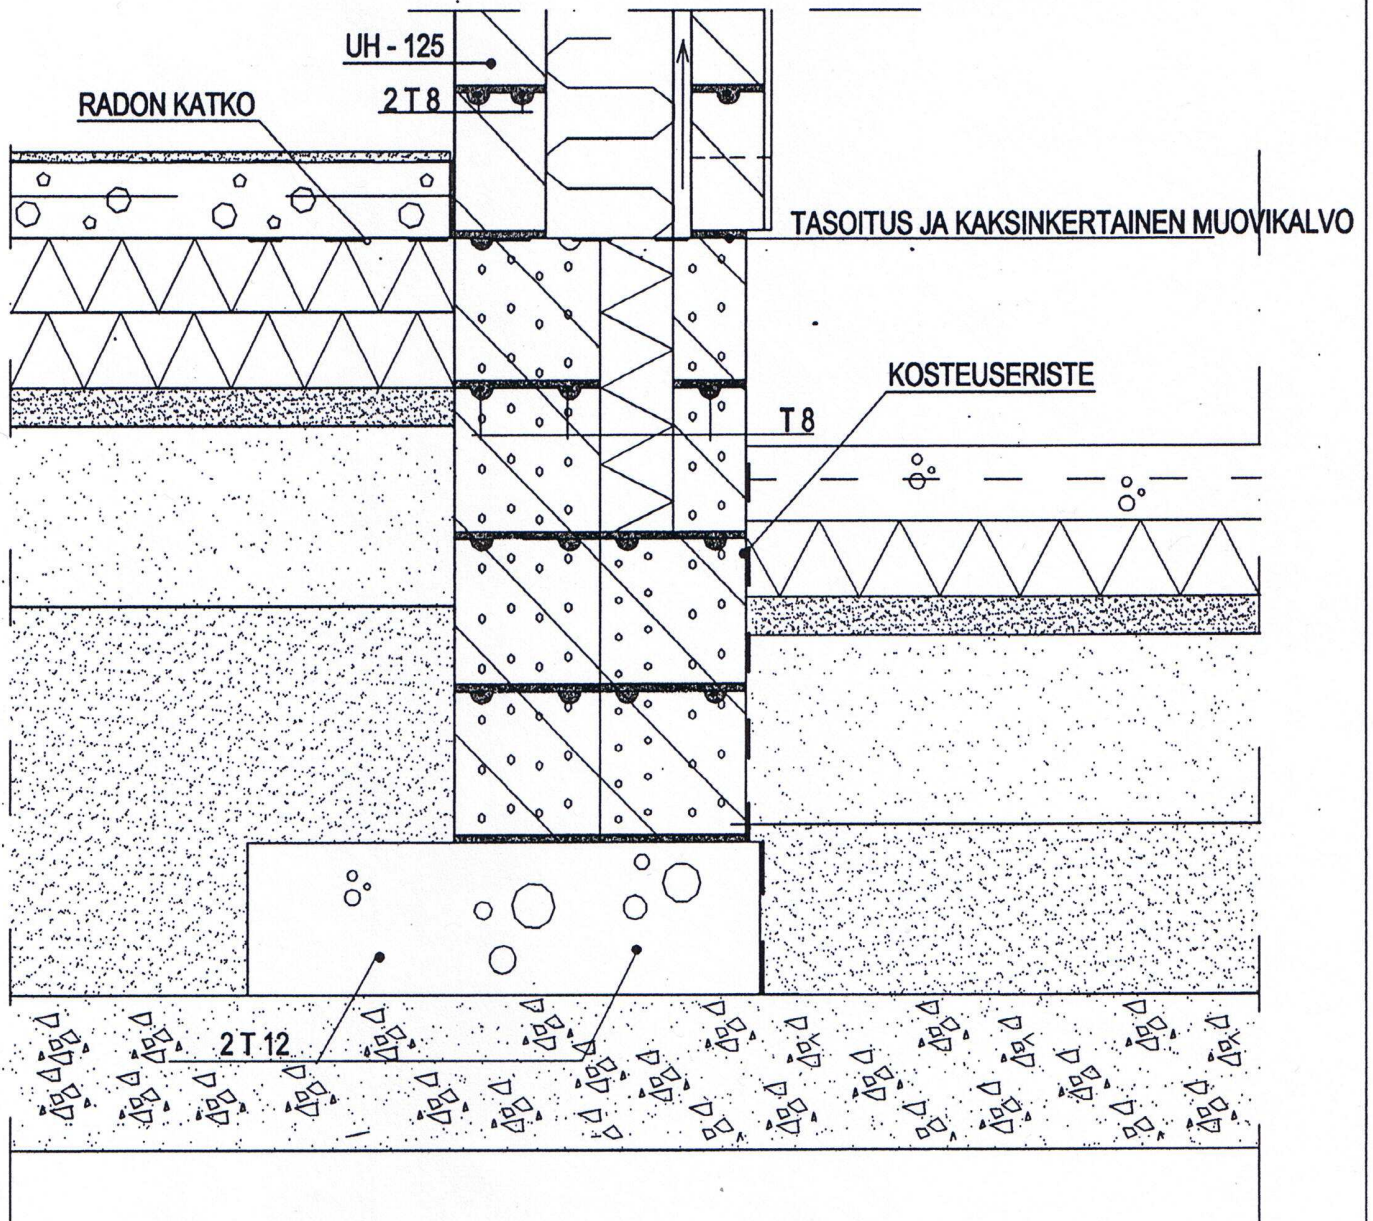 UH - 125
2 T 8
RADON KATKO
TASOITUS JA KAKSINKERTAINEN MUOVIKALVO
KOSTEUSERISTE
T 8
2 T 12